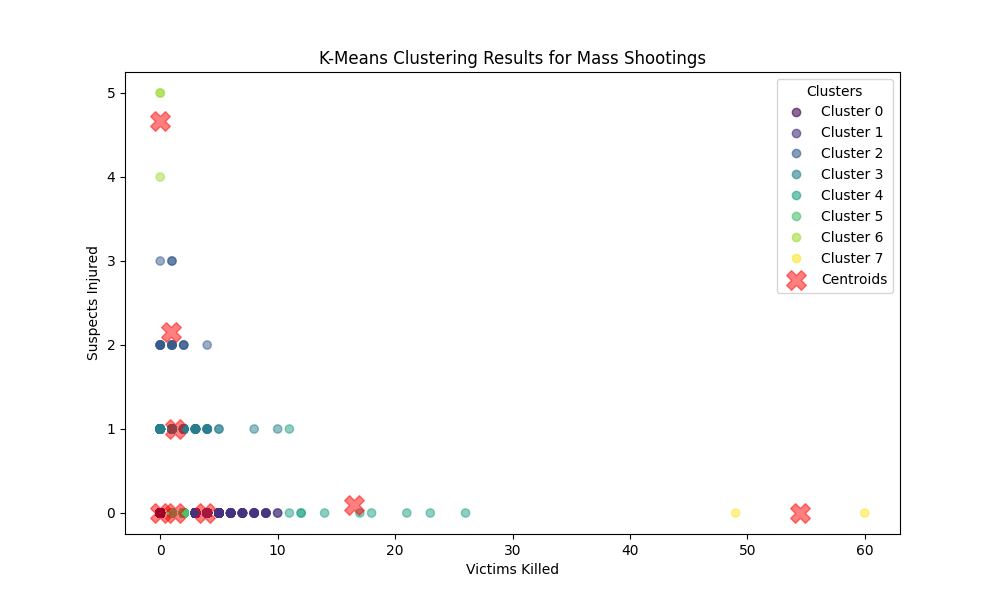 K-Means Clustering Results for Mass Shootings
Clusters
Cluster 0
Cluster 1
Cluster 2
Cluster 3
Cluster 4
Cluster 5
Cluster 6
Cluster 7
Centroids
Suspects Injured
5
4
3
2
1
0
0
10
20
30
40
50
60
Victims Killed